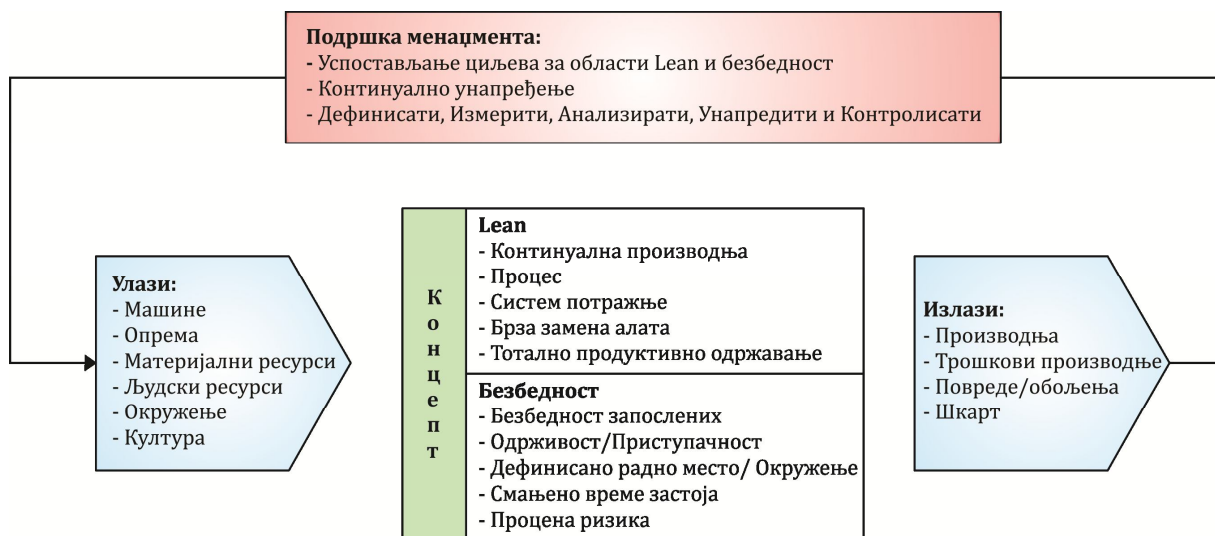 Подршка менаџмента:
- Успостављање циљева за области Lean и безбедност
- Континуално унапређење
- Дефинисати, Измерити, Анализирати, Унапредити и Контролисати
Улази:
- Машине
- Опрема
- Материјални ресурси
- Људски ресурси
- Окружење
- Култура
Концепт
Lean
- Континуална производња
- Процес
- Систем потражње
- Брза замена алата
- Тотално продуктивно одржавање
Безбедност
- Безбедност запослених
- Одрживост/Приступачност
- Дефинисано радно место/ Окружење
- Смањено време застоја
- Процена ризика
Излази:
- Производња
- Трошкови производње
- Повреде/обољења
- Шкарт